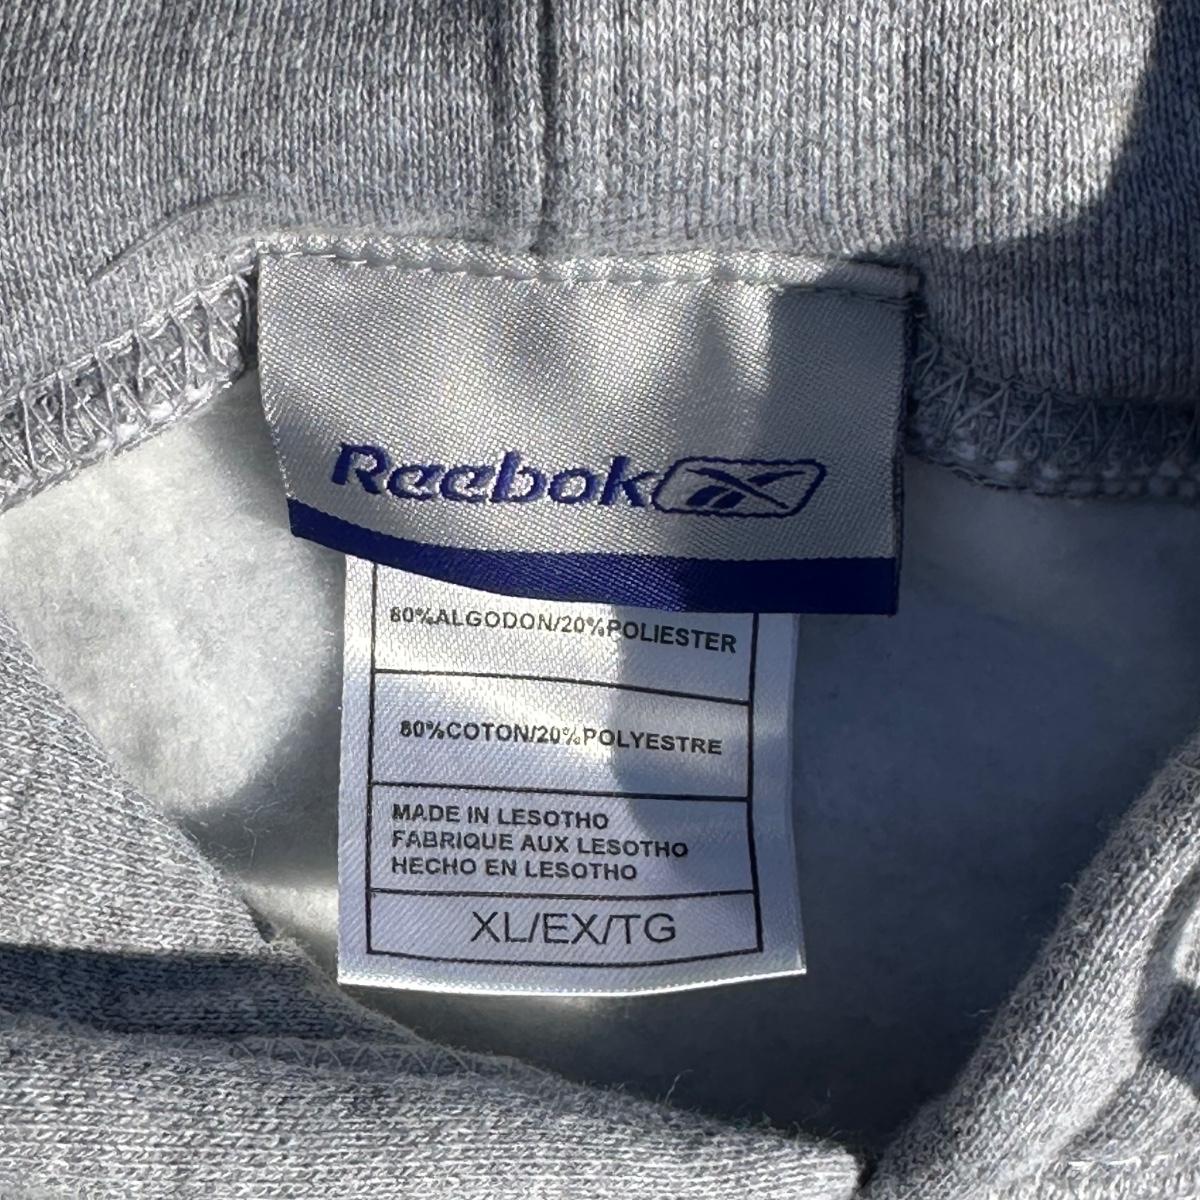 Reebok
80%ALGODON/20%POLIESTER
80%COTON/20%POLYESTRE
MADE IN LESOTHO
FABRIQUE AUX LESOTHO
HECHO EN LESOTHO
XL/EX/TG